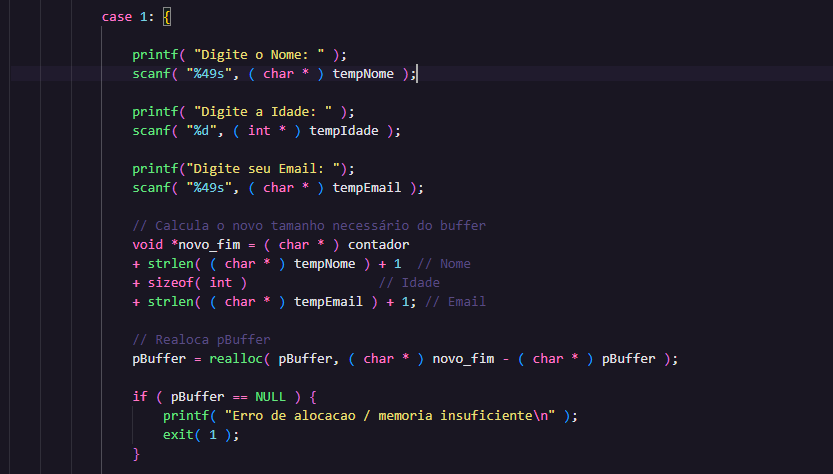 case 1: {
printf( "Digite o Nome: " );
scanf( "%49s", ( char * ) tempNome );
printf( "Digite a Idade: " );
scanf( "%d", ( int * ) tempIdade );
printf("Digite seu Email: ");
scanf( "%49s", ( char * ) tempEmail );
// Calcula o novo tamanho necessário do buffer
void *novo_fim = ( char * ) contador
+ strlen( ( char * ) tempNome ) + 1  // Nome
+ sizeof( int )                 // Idade
+ strlen( ( char * ) tempEmail ) + 1; // Email
// Realoca pBuffer
pBuffer = realloc( pBuffer, ( char * ) novo_fim - ( char * ) pBuffer );
if ( pBuffer == NULL ) {
printf( "Erro de alocacao / memoria insuficiente\n" );
exit( 1 );
}